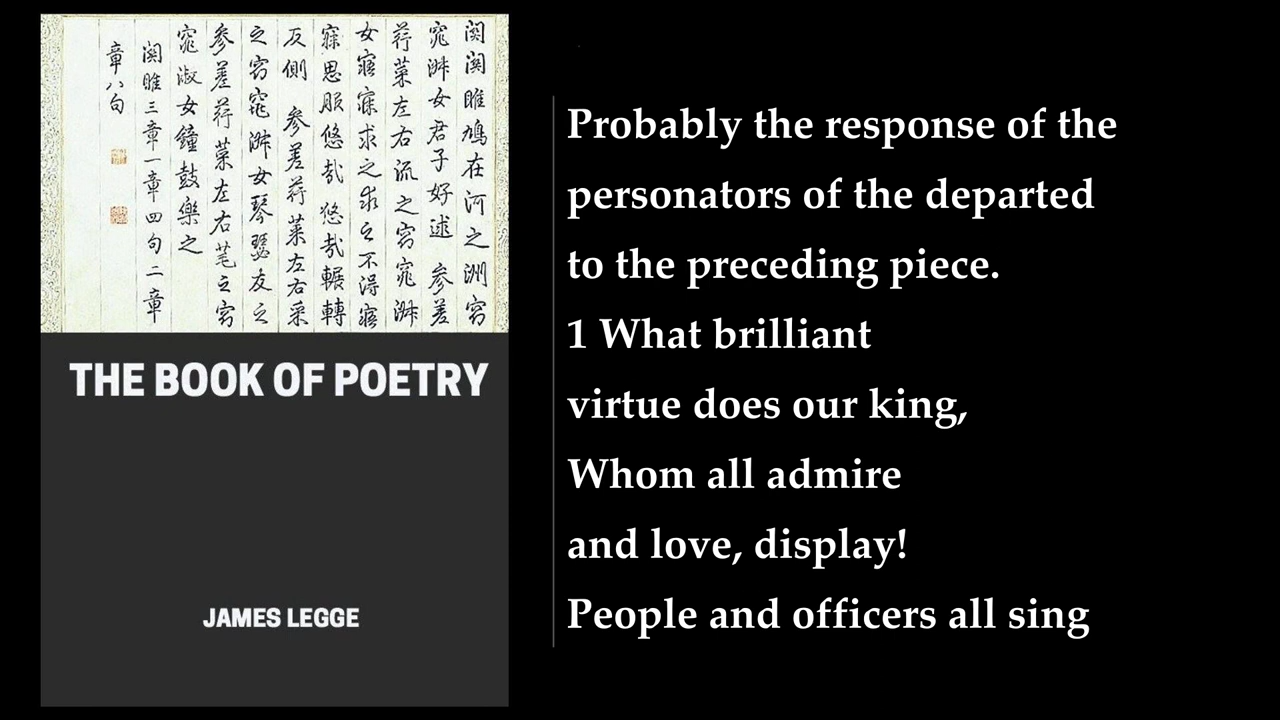 關關雎鳩在河之洲窈
窕淑女君子好逑 參差
荇菜左右流之窈窕淑
女寤寐求之求之不得寤
寐思服悠哉悠哉輾轉
反側 參差荇菜左右采
之窈窕淑女琴瑟友之
參差荇菜左右芼之窈
窕淑女鐘鼓樂之
關雎三章一章四句二章
章八句
THE BOOK OF POETRY
JAMES LEGGE
Probably the response of the
personators of the departed
to the preceding piece.
1 What brilliant
virtue does our king,
Whom all admire
and love, display!
People and officers all sing